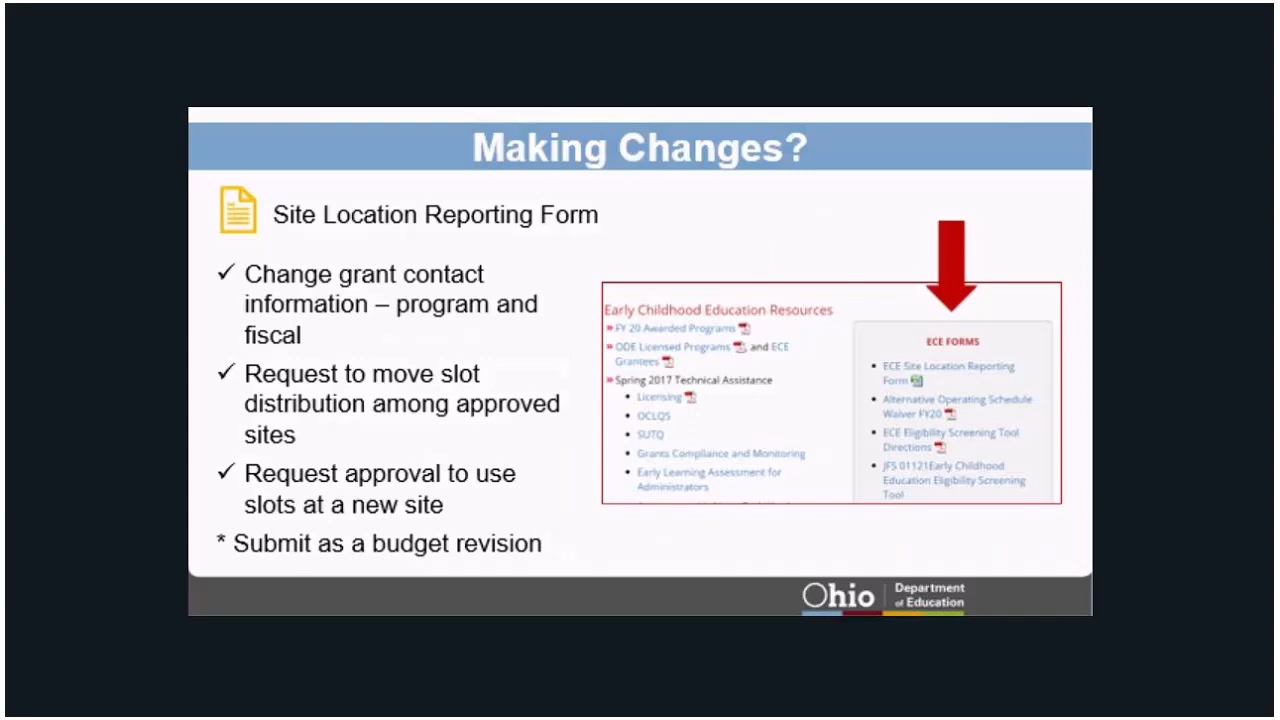 Making Changes?
Site Location Reporting Form
✓ Change grant contact
information – program and
fiscal
✓ Request to move slot
distribution among approved
sites
✓ Request approval to use
slots at a new site
* Submit as a budget revision
Early Childhood Education Resources
» FY 20 Awarded Programs
» ODE Licensed Programs , and ECE
Grantees
» Spring 2017 Technical Assistance
• Licensing
• OCLQS
• SUTQ
• Grants Compliance and Monitoring
• Early Learning Assessment for
Administrators
ECE FORMS
• ECE Site Location Reporting
Form
• Alternative Operating Schedule
Waiver FY20
• ECE Eligibility Screening Tool
Directions
• JFS 01121Early Childhood
Education Eligibility Screening
Tool
Ohio
Department
of Education